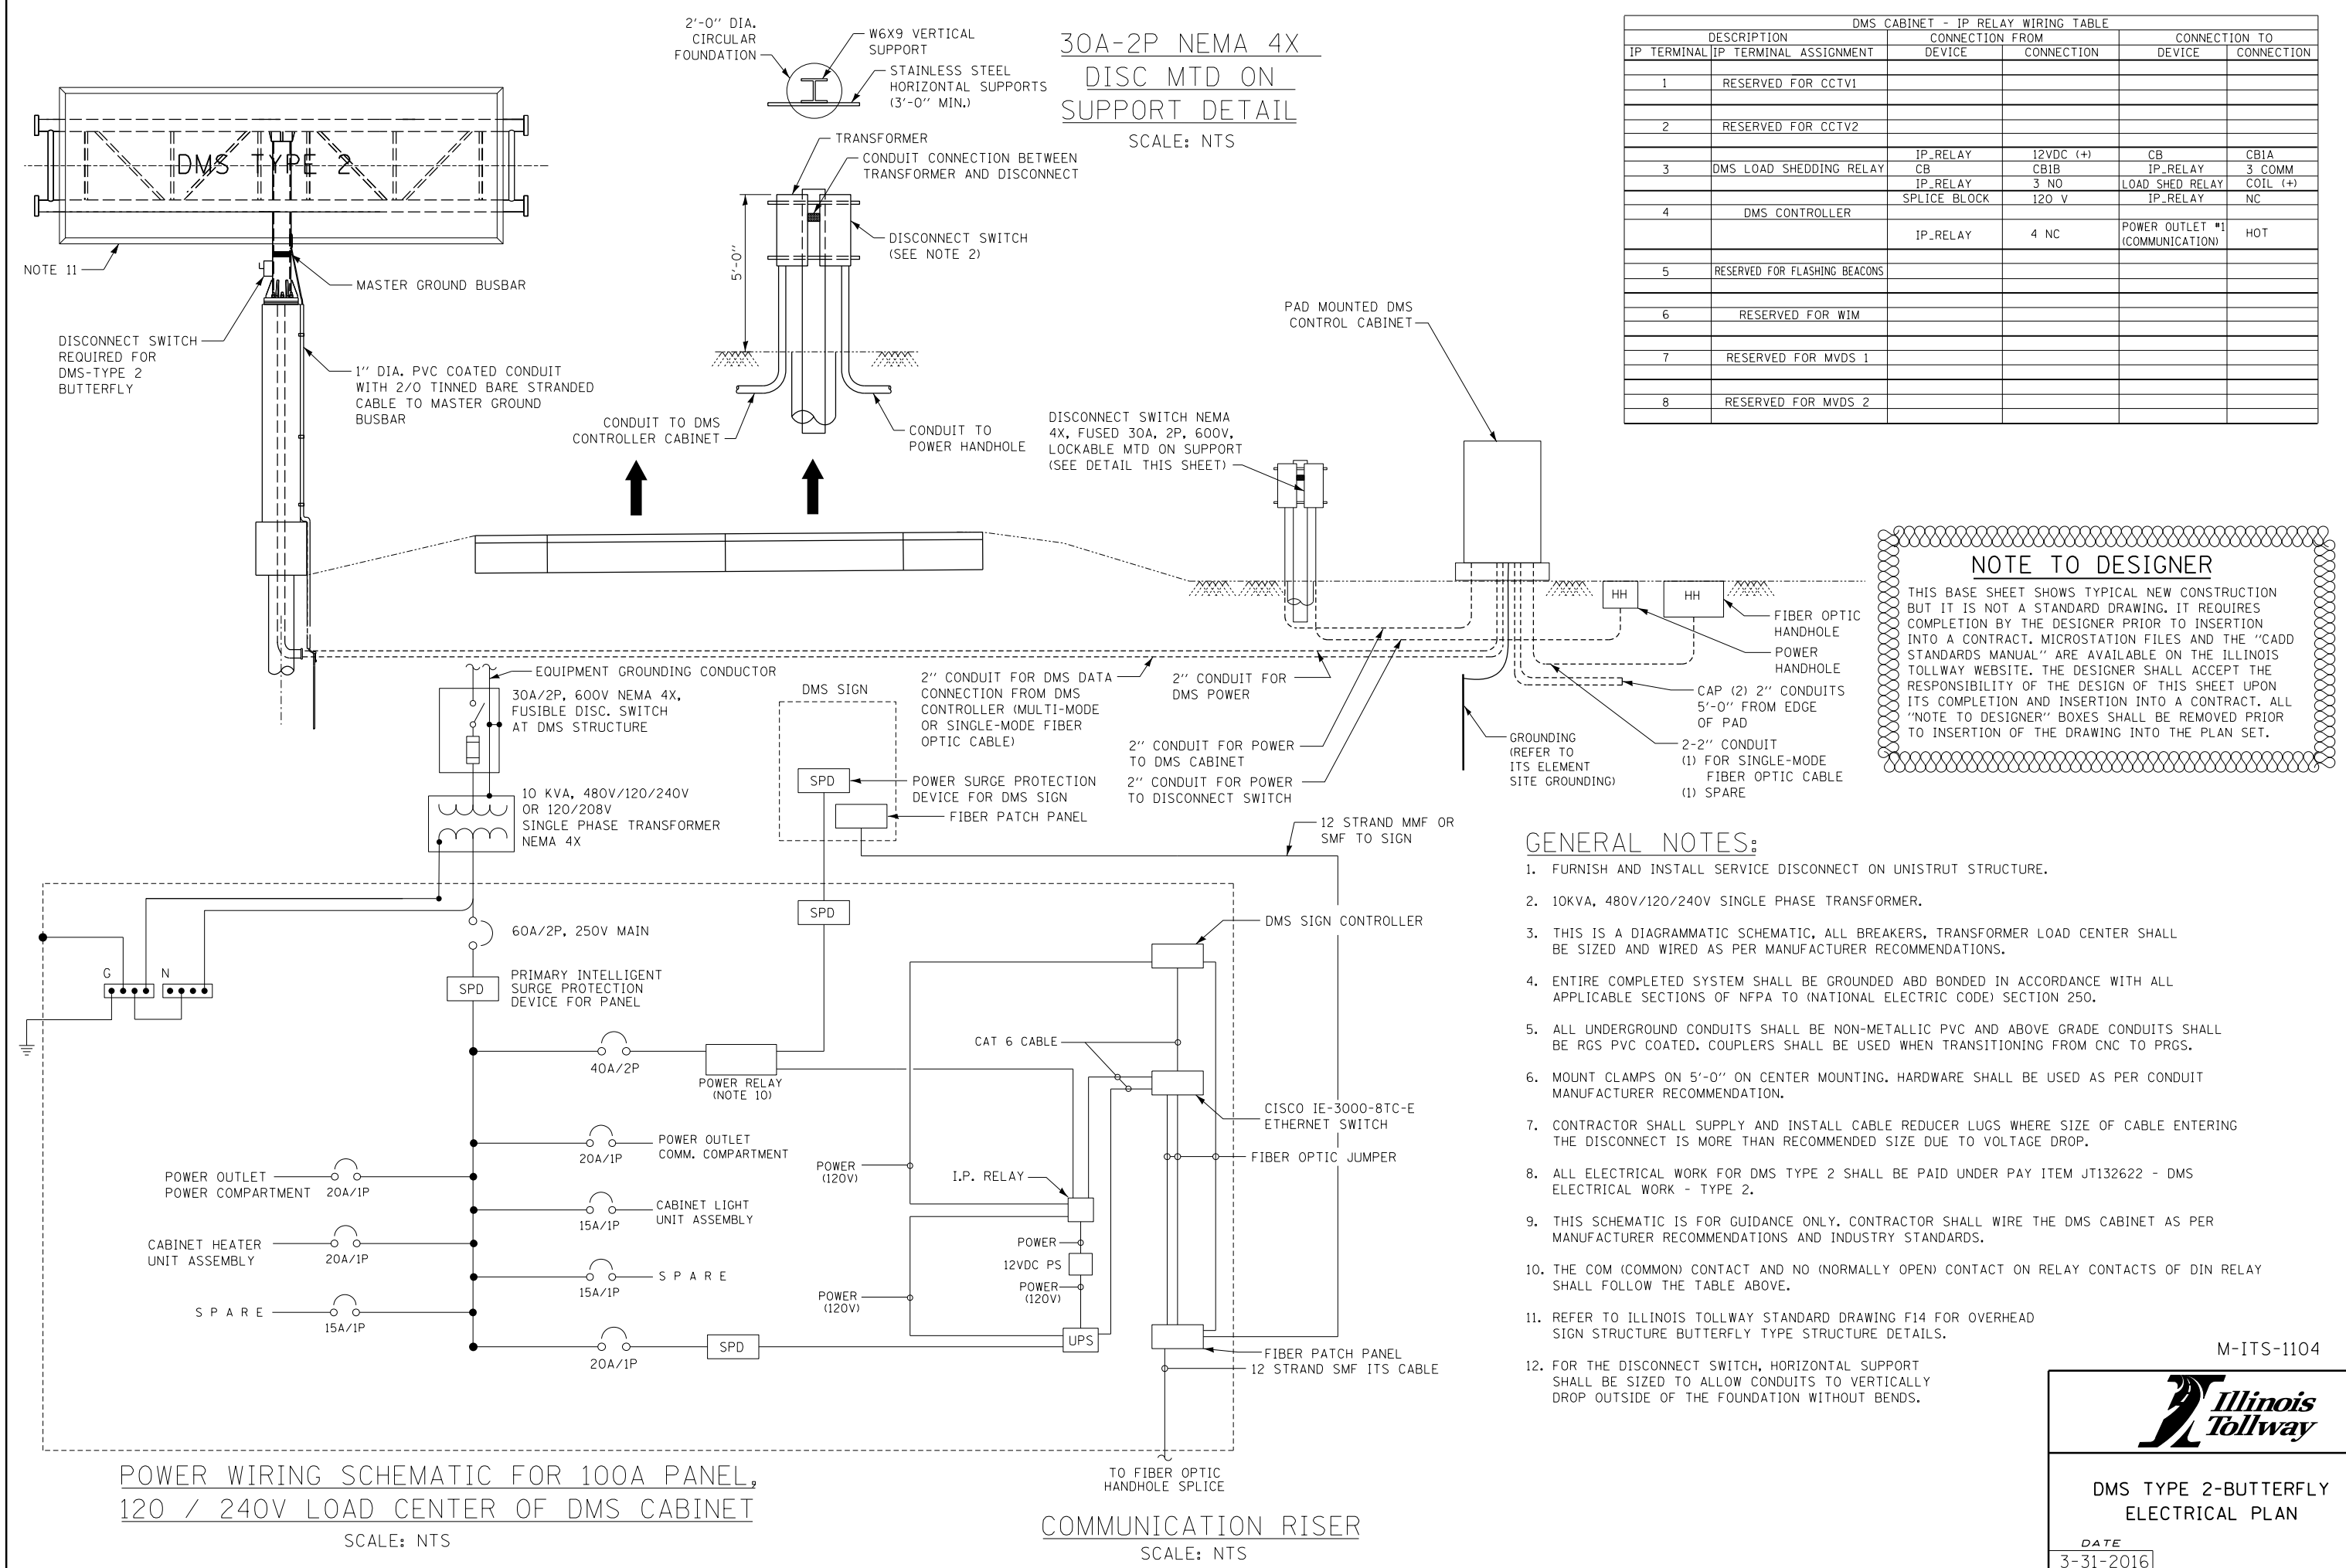 2'-0" DIA.
CIRCULAR
FOUNDATION
W6X9 VERTICAL
SUPPORT
STAINLESS STEEL
HORIZONTAL SUPPORTS
(3'-0" MIN.)
30A-2P NEMA 4X
DISC MTD ON
SUPPORT DETAIL
SCALE: NTS
TRANSFORMER
CONDUIT CONNECTION BETWEEN
TRANSFORMER AND DISCONNECT
5'-0"
DISCONNECT SWITCH
(SEE NOTE 2)
CONDUIT TO DMS
CONTROLLER CABINET
CONDUIT TO
POWER HANDHOLE
DMS TYPE 2
NOTE 11
MASTER GROUND BUSBAR
DISCONNECT SWITCH
REQUIRED FOR
DMS-TYPE 2
BUTTERFLY
1" DIA. PVC COATED CONDUIT
WITH 2/0 TINNED BARE STRANDED
CABLE TO MASTER GROUND
BUSBAR
DMS CABINET - IP RELAY WIRING TABLE
DESCRIPTION CONNECTION FROM CONNECTION TO
IP TERMINAL IP TERMINAL ASSIGNMENT DEVICE CONNECTION DEVICE CONNECTION
1 RESERVED FOR CCTV1
2 RESERVED FOR CCTV2
IP_RELAY 12VDC (+) CB CB1A
3 DMS LOAD SHEDDING RELAY CB CB1B IP_RELAY 3 COMM
IP_RELAY 3 NO LOAD SHED RELAY COIL (+)
SPLICE BLOCK 120 V IP_RELAY NC
4 DMS CONTROLLER
IP_RELAY 4 NC POWER OUTLET #1 HOT
(COMMUNICATION)
5 RESERVED FOR FLASHING BEACONS
6 RESERVED FOR WIM
7 RESERVED FOR MVDS 1
8 RESERVED FOR MVDS 2
PAD MOUNTED DMS
CONTROL CABINET
DISCONNECT SWITCH NEMA
4X, FUSED 30A, 2P, 600V,
LOCKABLE MTD ON SUPPORT
(SEE DETAIL THIS SHEET)
HH
HH
FIBER OPTIC
HANDHOLE
POWER
HANDHOLE
CAP (2) 2" CONDUITS
5'-0" FROM EDGE
OF PAD
2-2" CONDUIT
(1) FOR SINGLE-MODE
FIBER OPTIC CABLE
(1) SPARE
GROUNDING
(REFER TO
ITS ELEMENT
SITE GROUNDING)
2" CONDUIT FOR DMS DATA
CONNECTION FROM DMS
CONTROLLER (MULTI-MODE
OR SINGLE-MODE FIBER
OPTIC CABLE)
2" CONDUIT FOR
DMS POWER
2" CONDUIT FOR POWER
TO DMS CABINET
2" CONDUIT FOR POWER
TO DISCONNECT SWITCH
NOTE TO DESIGNER
THIS BASE SHEET SHOWS TYPICAL NEW CONSTRUCTION
BUT IT IS NOT A STANDARD DRAWING. IT REQUIRES
COMPLETION BY THE DESIGNER PRIOR TO INSERTION
INTO A CONTRACT. MICROSTATION FILES AND THE "CADD
STANDARDS MANUAL" ARE AVAILABLE ON THE ILLINOIS
TOLLWAY WEBSITE. THE DESIGNER SHALL ACCEPT THE
RESPONSIBILITY OF THE DESIGN OF THIS SHEET UPON
ITS COMPLETION AND INSERTION INTO A CONTRACT. ALL
"NOTE TO DESIGNER" BOXES SHALL BE REMOVED PRIOR
TO INSERTION OF THE DRAWING INTO THE PLAN SET.
EQUIPMENT GROUNDING CONDUCTOR
30A/2P, 600V NEMA 4X,
FUSIBLE DISC. SWITCH
AT DMS STRUCTURE
10 KVA, 480V/120/240V
OR 120/208V
SINGLE PHASE TRANSFORMER
NEMA 4X
DMS SIGN
SPD
POWER SURGE PROTECTION
DEVICE FOR DMS SIGN
FIBER PATCH PANEL
12 STRAND MMF OR
SMF TO SIGN
60A/2P, 250V MAIN
G
N
SPD
PRIMARY INTELLIGENT
SURGE PROTECTION
DEVICE FOR PANEL
SPD
40A/2P
POWER RELAY
(NOTE 10)
POWER OUTLET
COMM. COMPARTMENT
20A/1P
POWER OUTLET
POWER COMPARTMENT
20A/1P
CABINET LIGHT
UNIT ASSEMBLY
15A/1P
CABINET HEATER
UNIT ASSEMBLY
20A/1P
SPARE
15A/1P
SPARE
15A/1P
20A/1P
SPD
DMS SIGN CONTROLLER
CAT 6 CABLE
CISCO IE-3000-8TC-E
ETHERNET SWITCH
FIBER OPTIC JUMPER
POWER
(120V)
I.P. RELAY
POWER
12VDC PS
POWER
(120V)
POWER
(120V)
UPS
FIBER PATCH PANEL
12 STRAND SMF ITS CABLE
TO FIBER OPTIC
HANDHOLE SPLICE
POWER WIRING SCHEMATIC FOR 100A PANEL,
120 / 240V LOAD CENTER OF DMS CABINET
SCALE: NTS
COMMUNICATION RISER
SCALE: NTS
GENERAL NOTES:
1. FURNISH AND INSTALL SERVICE DISCONNECT ON UNISTRUT STRUCTURE.
2. 10KVA, 480V/120/240V SINGLE PHASE TRANSFORMER.
3. THIS IS A DIAGRAMMATIC SCHEMATIC, ALL BREAKERS, TRANSFORMER LOAD CENTER SHALL
BE SIZED AND WIRED AS PER MANUFACTURER RECOMMENDATIONS.
4. ENTIRE COMPLETED SYSTEM SHALL BE GROUNDED ABD BONDED IN ACCORDANCE WITH ALL
APPLICABLE SECTIONS OF NFPA TO (NATIONAL ELECTRIC CODE) SECTION 250.
5. ALL UNDERGROUND CONDUITS SHALL BE NON-METALLIC PVC AND ABOVE GRADE CONDUITS SHALL
BE RGS PVC COATED. COUPLERS SHALL BE USED WHEN TRANSITIONING FROM CNC TO PRGS.
6. MOUNT CLAMPS ON 5'-0" ON CENTER MOUNTING. HARDWARE SHALL BE USED AS PER CONDUIT
MANUFACTURER RECOMMENDATION.
7. CONTRACTOR SHALL SUPPLY AND INSTALL CABLE REDUCER LUGS WHERE SIZE OF CABLE ENTERING
THE DISCONNECT IS MORE THAN RECOMMENDED SIZE DUE TO VOLTAGE DROP.
8. ALL ELECTRICAL WORK FOR DMS TYPE 2 SHALL BE PAID UNDER PAY ITEM JT132622 - DMS
ELECTRICAL WORK - TYPE 2.
9. THIS SCHEMATIC IS FOR GUIDANCE ONLY. CONTRACTOR SHALL WIRE THE DMS CABINET AS PER
MANUFACTURER RECOMMENDATIONS AND INDUSTRY STANDARDS.
10. THE COM (COMMON) CONTACT AND NO (NORMALLY OPEN) CONTACT ON RELAY CONTACTS OF DIN RELAY
SHALL FOLLOW THE TABLE ABOVE.
11. REFER TO ILLINOIS TOLLWAY STANDARD DRAWING F14 FOR OVERHEAD
SIGN STRUCTURE BUTTERFLY TYPE STRUCTURE DETAILS.
12. FOR THE DISCONNECT SWITCH, HORIZONTAL SUPPORT
SHALL BE SIZED TO ALLOW CONDUITS TO VERTICALLY
DROP OUTSIDE OF THE FOUNDATION WITHOUT BENDS.
M-ITS-1104
Illinois
Tollway
DMS TYPE 2-BUTTERFLY
ELECTRICAL PLAN
DATE
3-31-2016